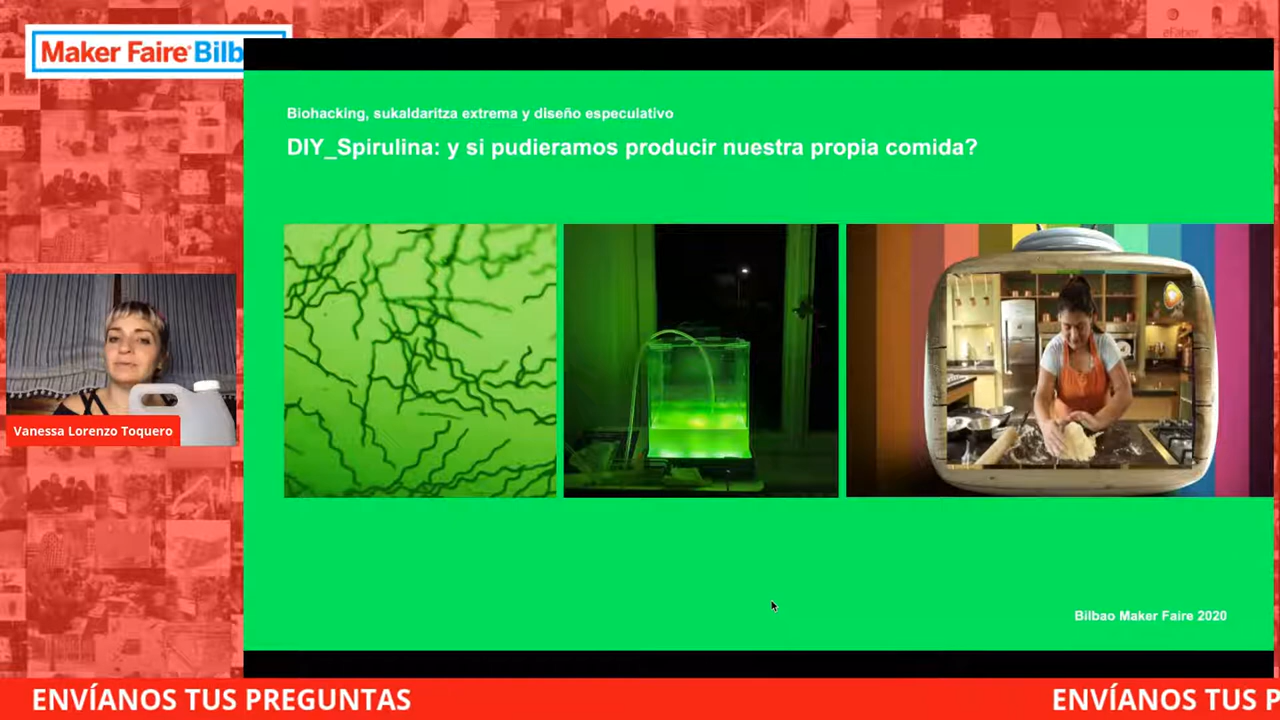 Maker Faire Bilb
eFaber
Biohacking, sukaldaritza extrema y diseño especulativo
DIY_Spirulina: y si pudieramos producir nuestra propia comida?
Vanessa Lorenzo Toquero
Bilbao Maker Faire 2020
ENVÍANOS TUS PREGUNTAS
ENVÍANOS TUS P